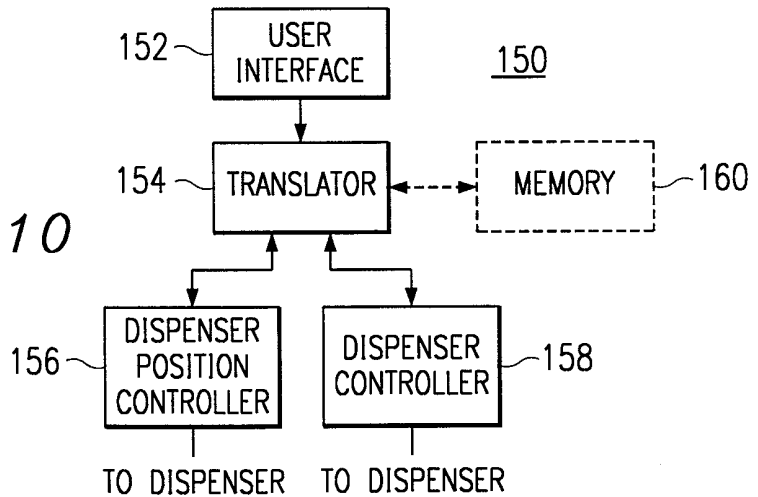 152
USER
INTERFACE
150
154
TRANSLATOR
MEMORY
160
10
156
DISPENSER
POSITION
CONTROLLER
DISPENSER
CONTROLLER
158
TO DISPENSER
TO DISPENSER